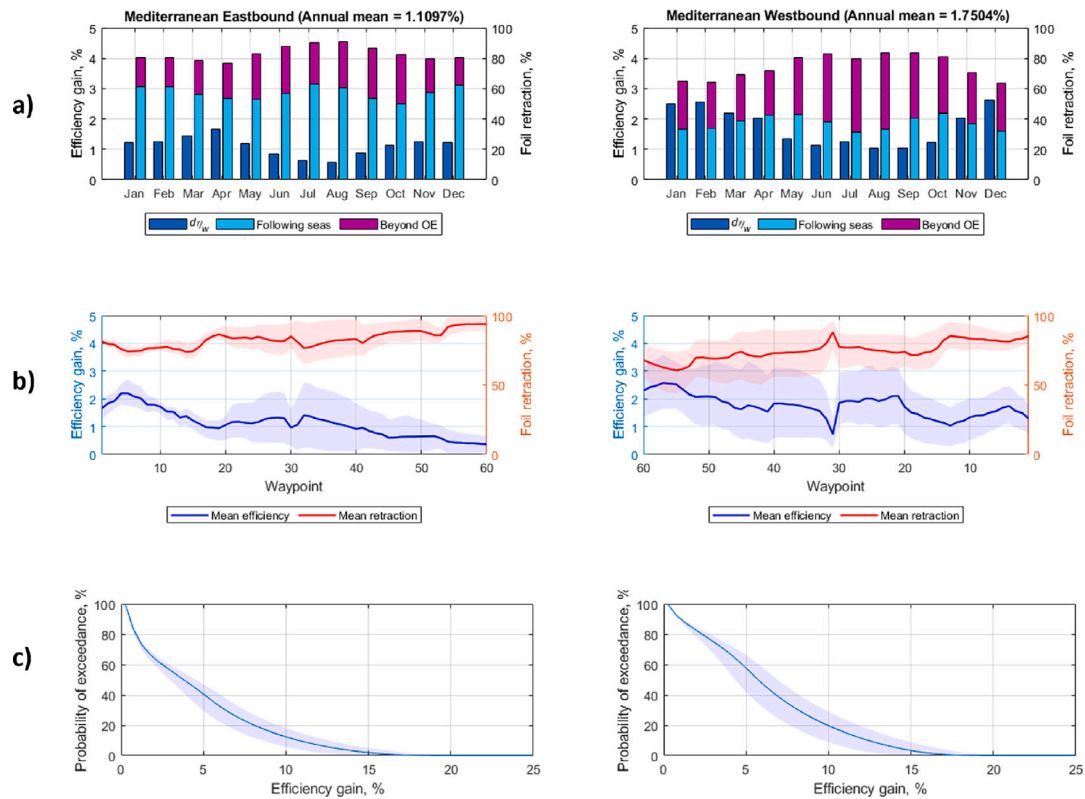 a)
Mediterranean Eastbound (Annual mean = 1.1097%)
Efficiency gain, %
5
4
3
2
1
0
100
80
60
40
20
0
Foil retraction, %
Jan Feb Mar Apr May Jun Jul Aug Sep Oct Nov Dec
dηw Following seas Beyond OE
Mediterranean Westbound (Annual mean = 1.7504%)
Efficiency gain, %
5
4
3
2
1
0
100
80
60
40
20
0
Foil retraction, %
Jan Feb Mar Apr May Jun Jul Aug Sep Oct Nov Dec
dηw Following seas Beyond OE
b)
Efficiency gain, %
5
4
3
2
1
0
100
50
0
Foil retraction, %
10 20 30 40 50 60
Waypoint
Mean efficiency Mean retraction
Efficiency gain, %
5
4
3
2
1
0
100
50
0
Foil retraction, %
60 50 40 30 20 10
Waypoint
Mean efficiency Mean retraction
c)
Probability of exceedance, %
100
80
60
40
20
0
0 5 10 15 20 25
Efficiency gain, %
Probability of exceedance, %
100
80
60
40
20
0
0 5 10 15 20 25
Efficiency gain, %